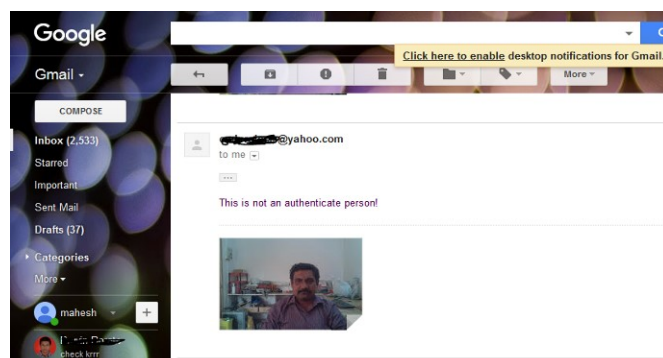 Google
Click here to enable desktop notifications for Gmail.
Gmail
More
COMPOSE
Inbox (2,533)
@yahoo.com
to me
Starred
Important
Sent Mail
This is not an authenticate person!
Drafts (37)
Categories
More
mahesh
check krrr